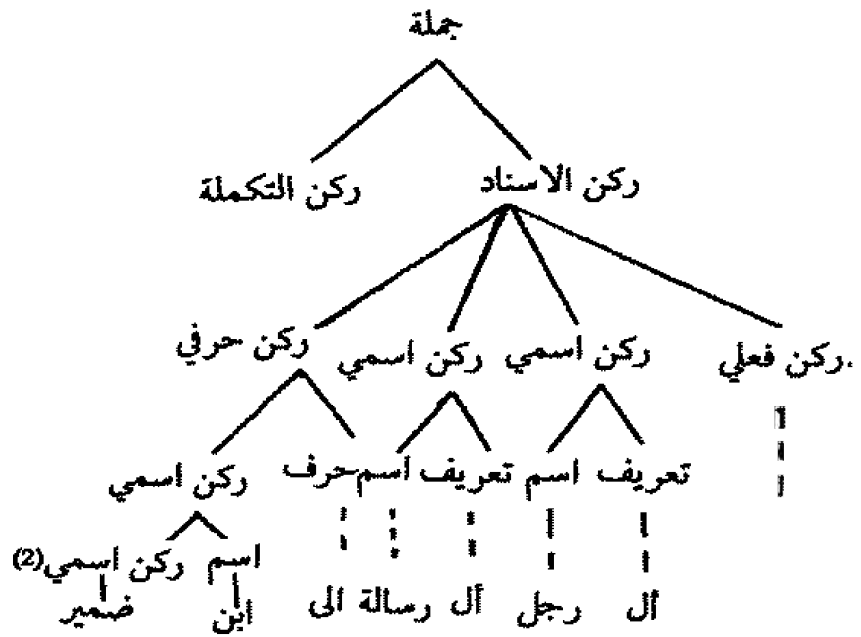 جملة
ركن الاسناد ركن التكملة
ركن فعلي ركن اسمي ركن اسمي ركن حرفي
تعريف اسم تعريف اسم حرف ركن اسمي
اسم ركن اسمي(2)
أل رجل أل رسالة الى ابن ضمير